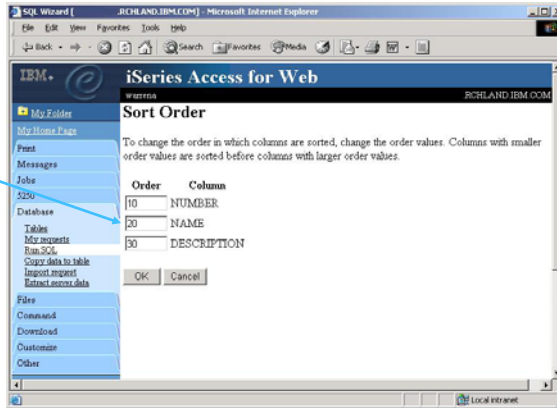 SQL Wizard [ .RCHLAND.IBM.COM] - Microsoft Internet Explorer
File Edit View Favorites Tools Help
Back Search Favorites Media
IBM. iSeries Access for Web
warrena RCHLAND.IBM.COM
My Folder
My Home Page
Print
Messages
Jobs
5250
Database
Tables
My requests
Run SQL
Copy data to table
Import request
Extract server data
Files
Command
Download
Customize
Other
Sort Order
To change the order in which columns are sorted, change the order values. Columns with smaller
order values are sorted before columns with larger order values.
Order Column
10 NUMBER
20 NAME
30 DESCRIPTION
OK Cancel
Local intranet